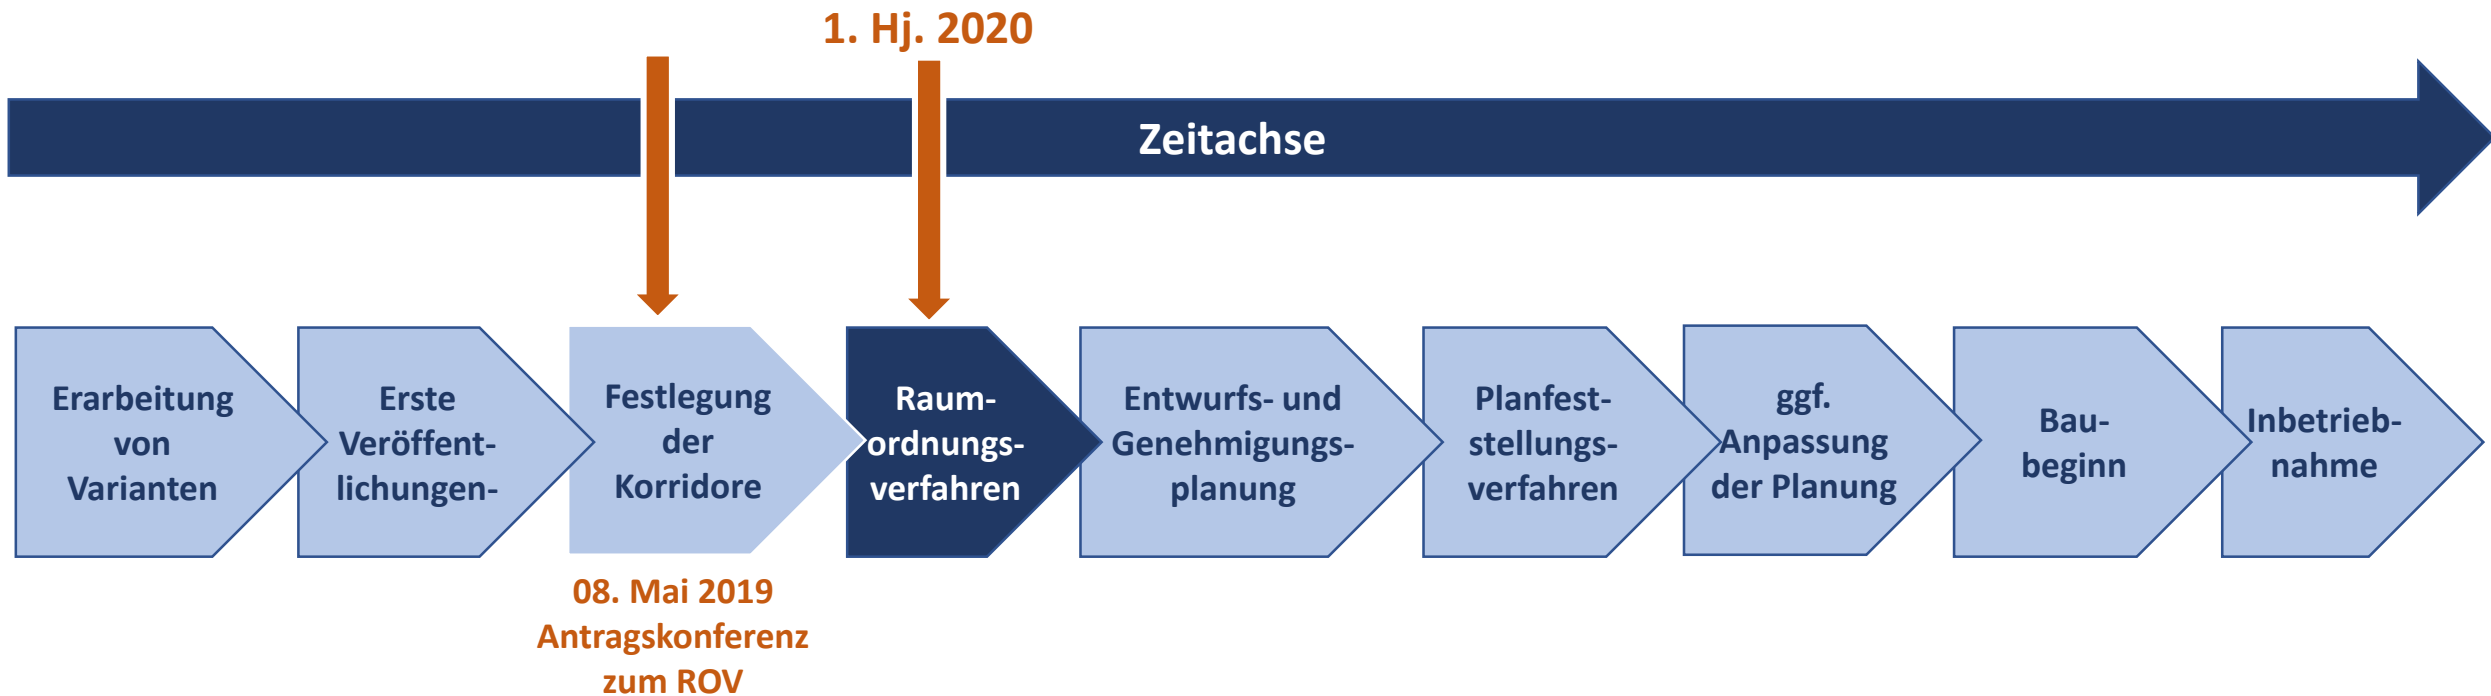 1. Hj. 2020
Zeitachse
Erarbeitung
von
Varianten
Erste
Veröffent-
lichungen-
Festlegung
der
Korridore
Raum-
ordnungs-
verfahren
Entwurfs- und
Genehmigungs-
planung
Planfest-
stellungs-
verfahren
ggf.
Anpassung
der Planung
Bau-
beginn
Inbetrieb-
nahme
08. Mai 2019
Antragskonferenz
zum ROV